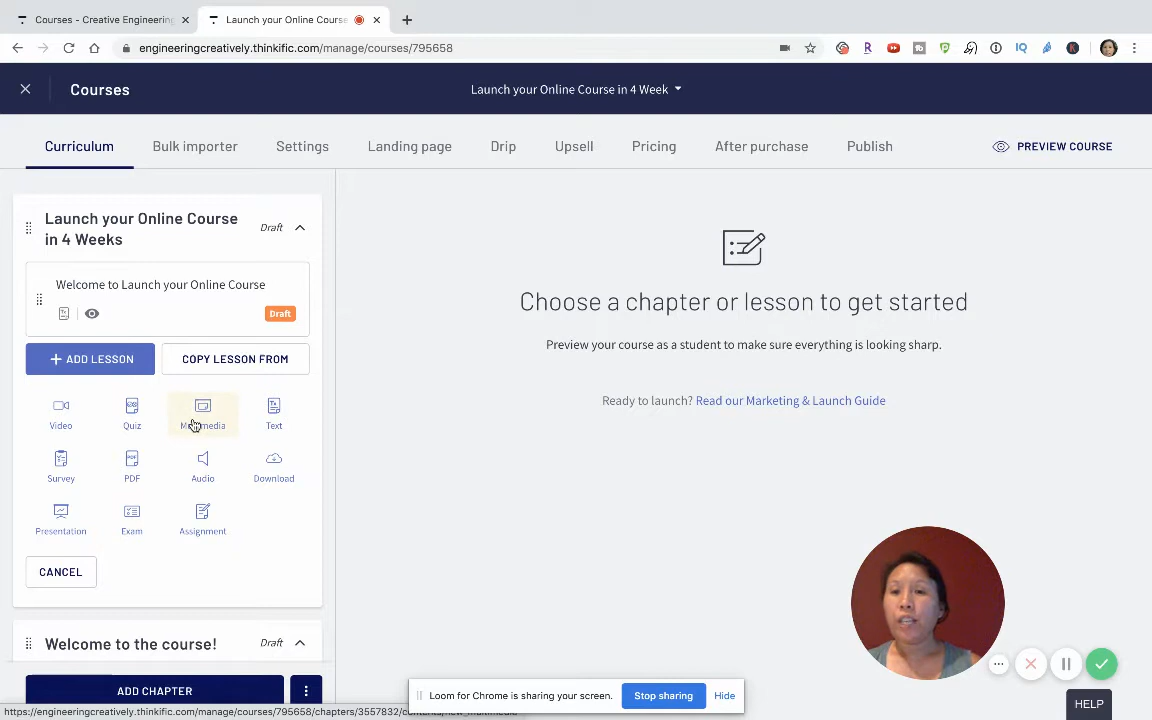 Courses - Creative Engineering
Launch your Online Course
engineeringcreatively.thinkific.com/manage/courses/795658
Courses
Launch your Online Course in 4 Week
Curriculum
Bulk importer
Settings
Landing page
Drip
Upsell
Pricing
After purchase
Publish
PREVIEW COURSE
Launch your Online Course
in 4 Weeks
Draft
Welcome to Launch your Online Course
Draft
+ ADD LESSON
COPY LESSON FROM
Video
Quiz
Multimedia
Text
Survey
PDF
Audio
Download
Presentation
Exam
Assignment
CANCEL
Welcome to the course!
Draft
ADD CHAPTER
Choose a chapter or lesson to get started
Preview your course as a student to make sure everything is looking sharp.
Ready to launch? Read our Marketing & Launch Guide
Loom for Chrome is sharing your screen.
Stop sharing
Hide
HELP